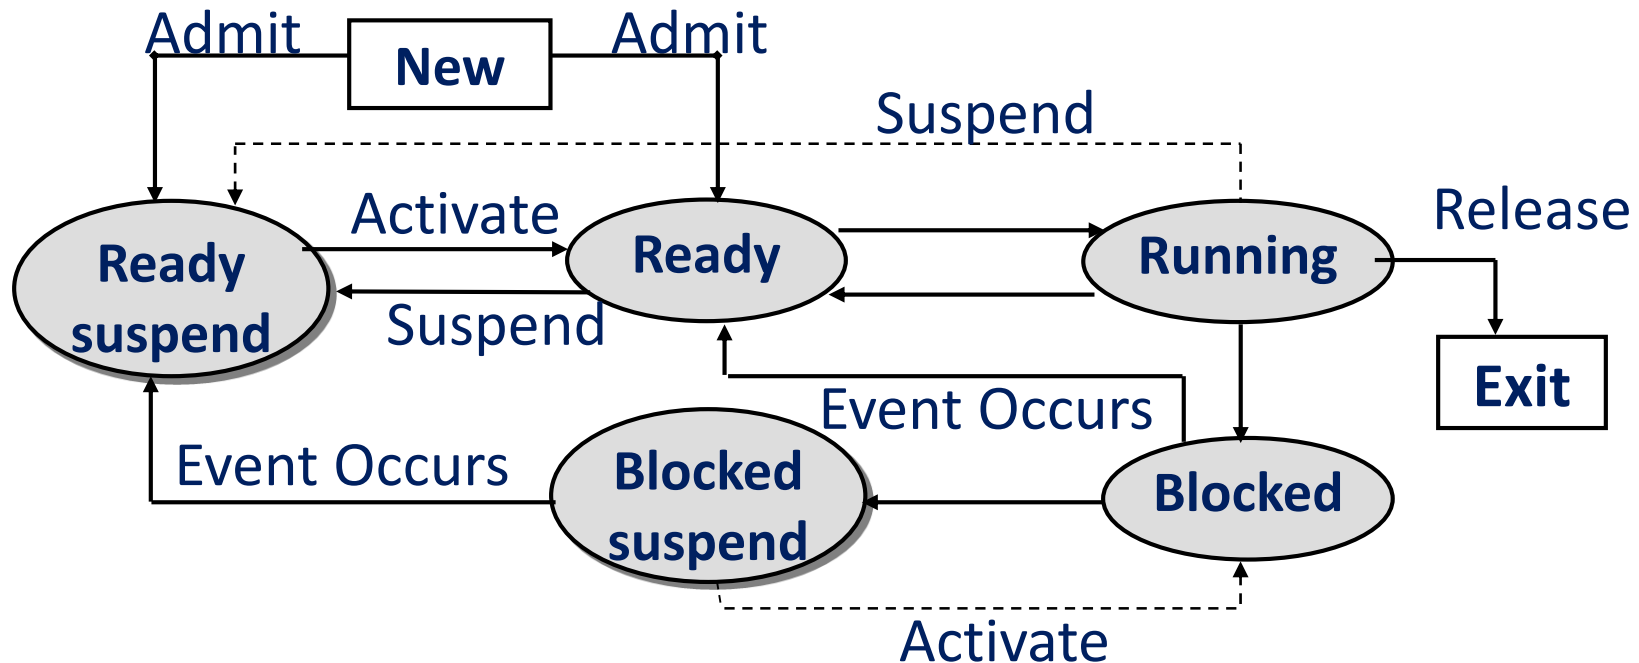 Admit
New
Admit
Suspend
Activate
Release
Ready
suspend
Ready
Running
Suspend
Exit
Event Occurs
Event Occurs
Blocked
suspend
Blocked
Activate